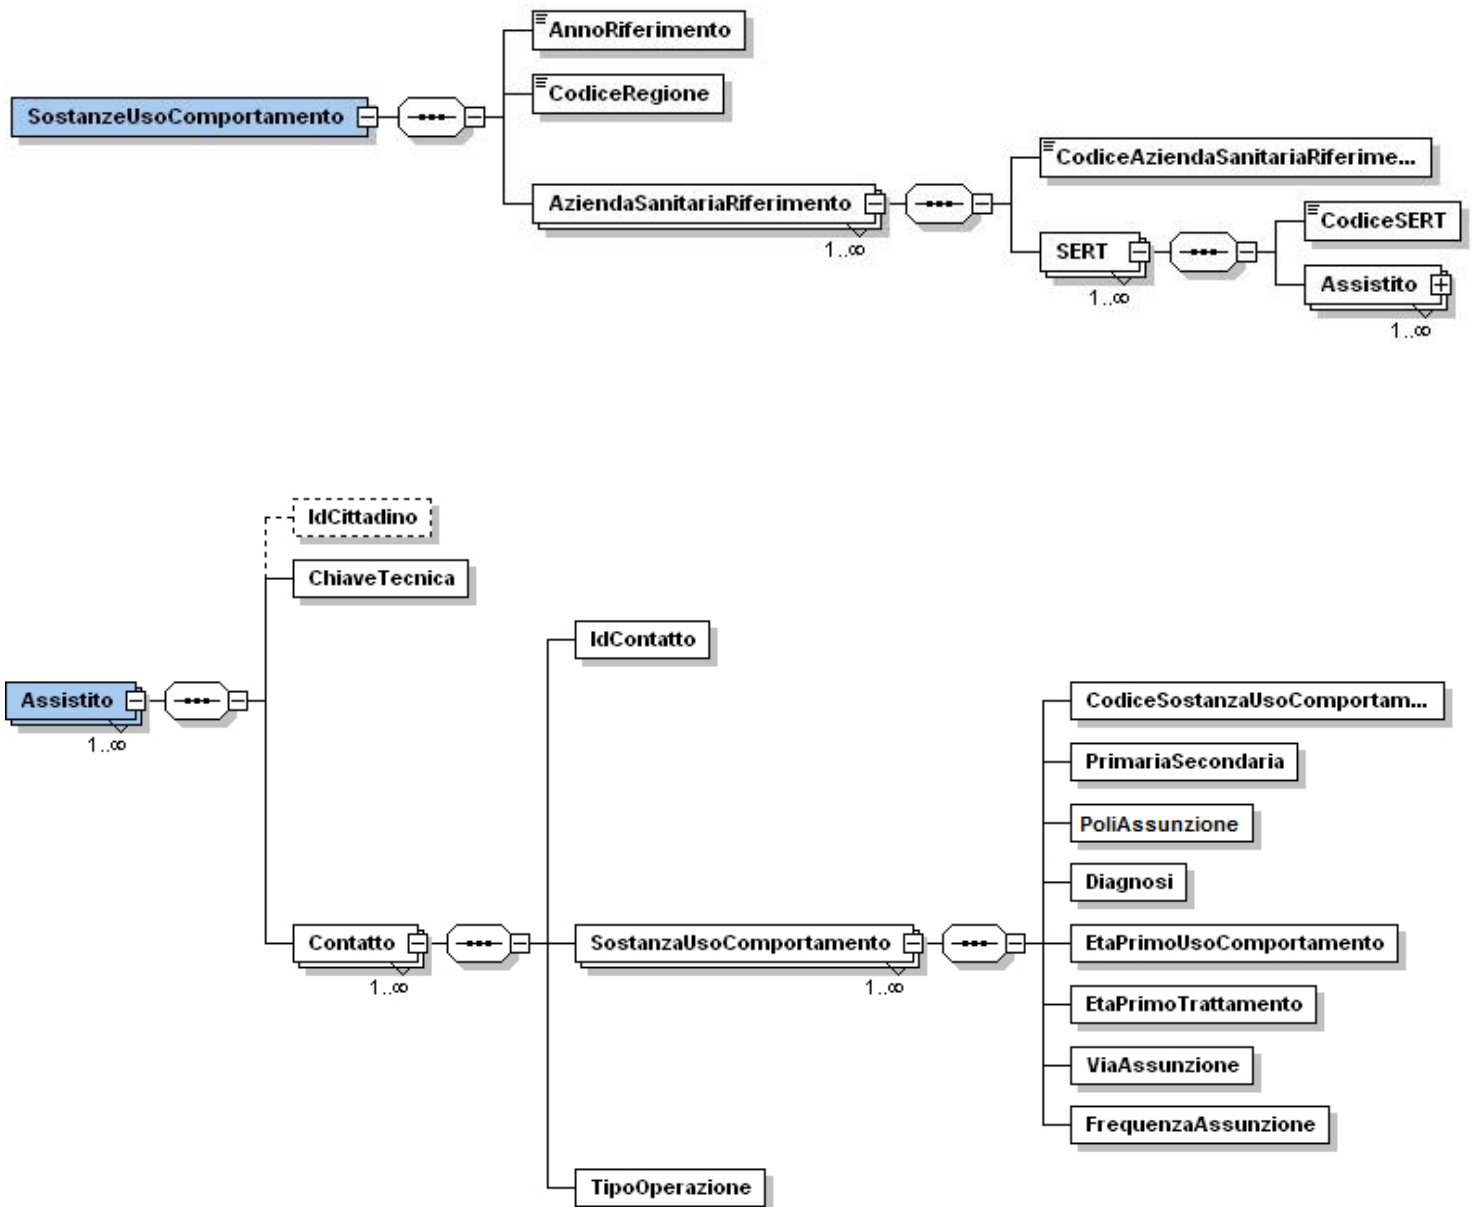 AnnoRiferimento
CodiceRegione
SostanzeUsoComportamento
AziendaSanitariaRiferimento
1..∞
CodiceAziendaSanitariaRiferime...
SERT
1..∞
CodiceSERT
Assistito
1..∞
IdCittadino
ChiaveTecnica
Assistito
1..∞
Contatto
1..∞
IdContatto
SostanzaUsoComportamento
1..∞
TipoOperazione
CodiceSostanzaUsoComportam...
PrimariaSecondaria
PoliAssunzione
Diagnosi
EtaPrimoUsoComportamento
EtaPrimoTrattamento
ViaAssunzione
FrequenzaAssunzione